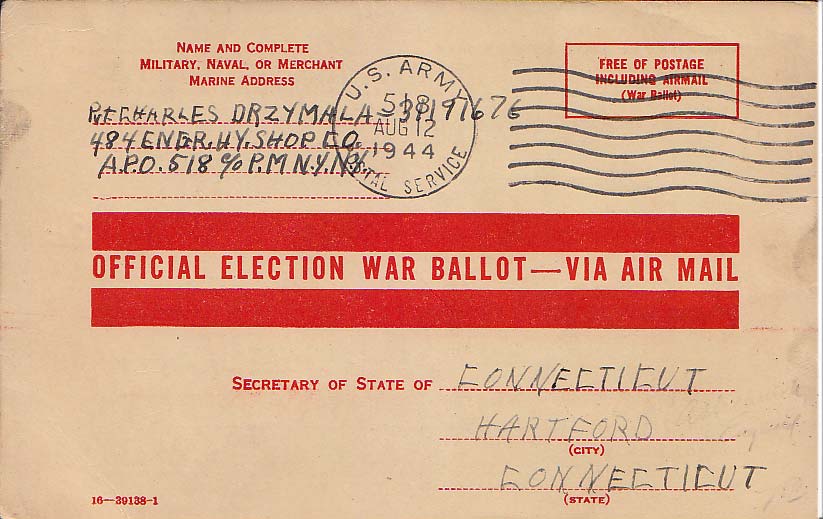 NAME AND COMPLETE
MILITARY, NAVAL, OR MERCHANT
MARINE ADDRESS
Pvt CHARLES DRZYMALA 31191676
484 ENGR. HY. SHOP CO.
A.P.O. 518 c/o P.M N.Y. N.Y.
U.S. ARMY
518
AUG 12
1944
POSTAL SERVICE
FREE OF POSTAGE
INCLUDING AIRMAIL
(War Ballot)
OFFICIAL ELECTION WAR BALLOT—VIA AIR MAIL
SECRETARY OF STATE OF CONNECTICUT
HARTFORD
(CITY)
CONNECTICUT
(STATE)
16—39138-1